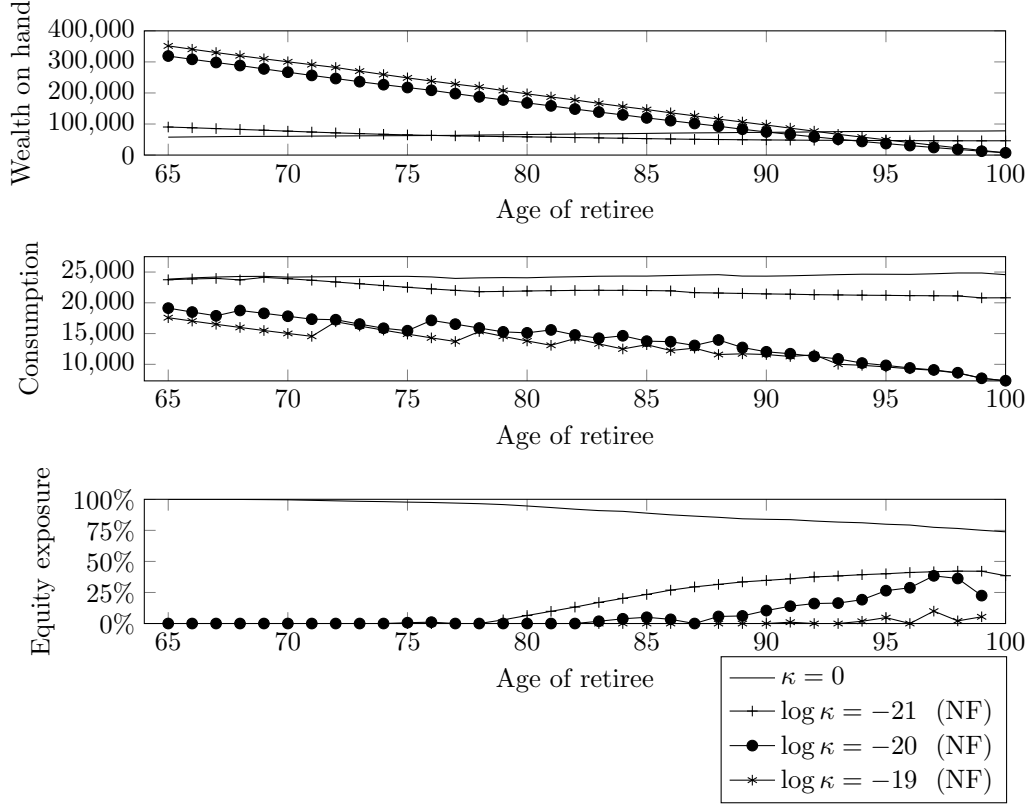 Wealth on hand
400,000
300,000
200,000
100,000
0
65 70 75 80 85 90 95 100
Age of retiree
Consumption
25,000
20,000
15,000
10,000
65 70 75 80 85 90 95 100
Age of retiree
Equity exposure
100%
75%
50%
25%
0%
65 70 75 80 85 90 95 100
Age of retiree
κ = 0
log κ = −21 (NF)
log κ = −20 (NF)
log κ = −19 (NF)